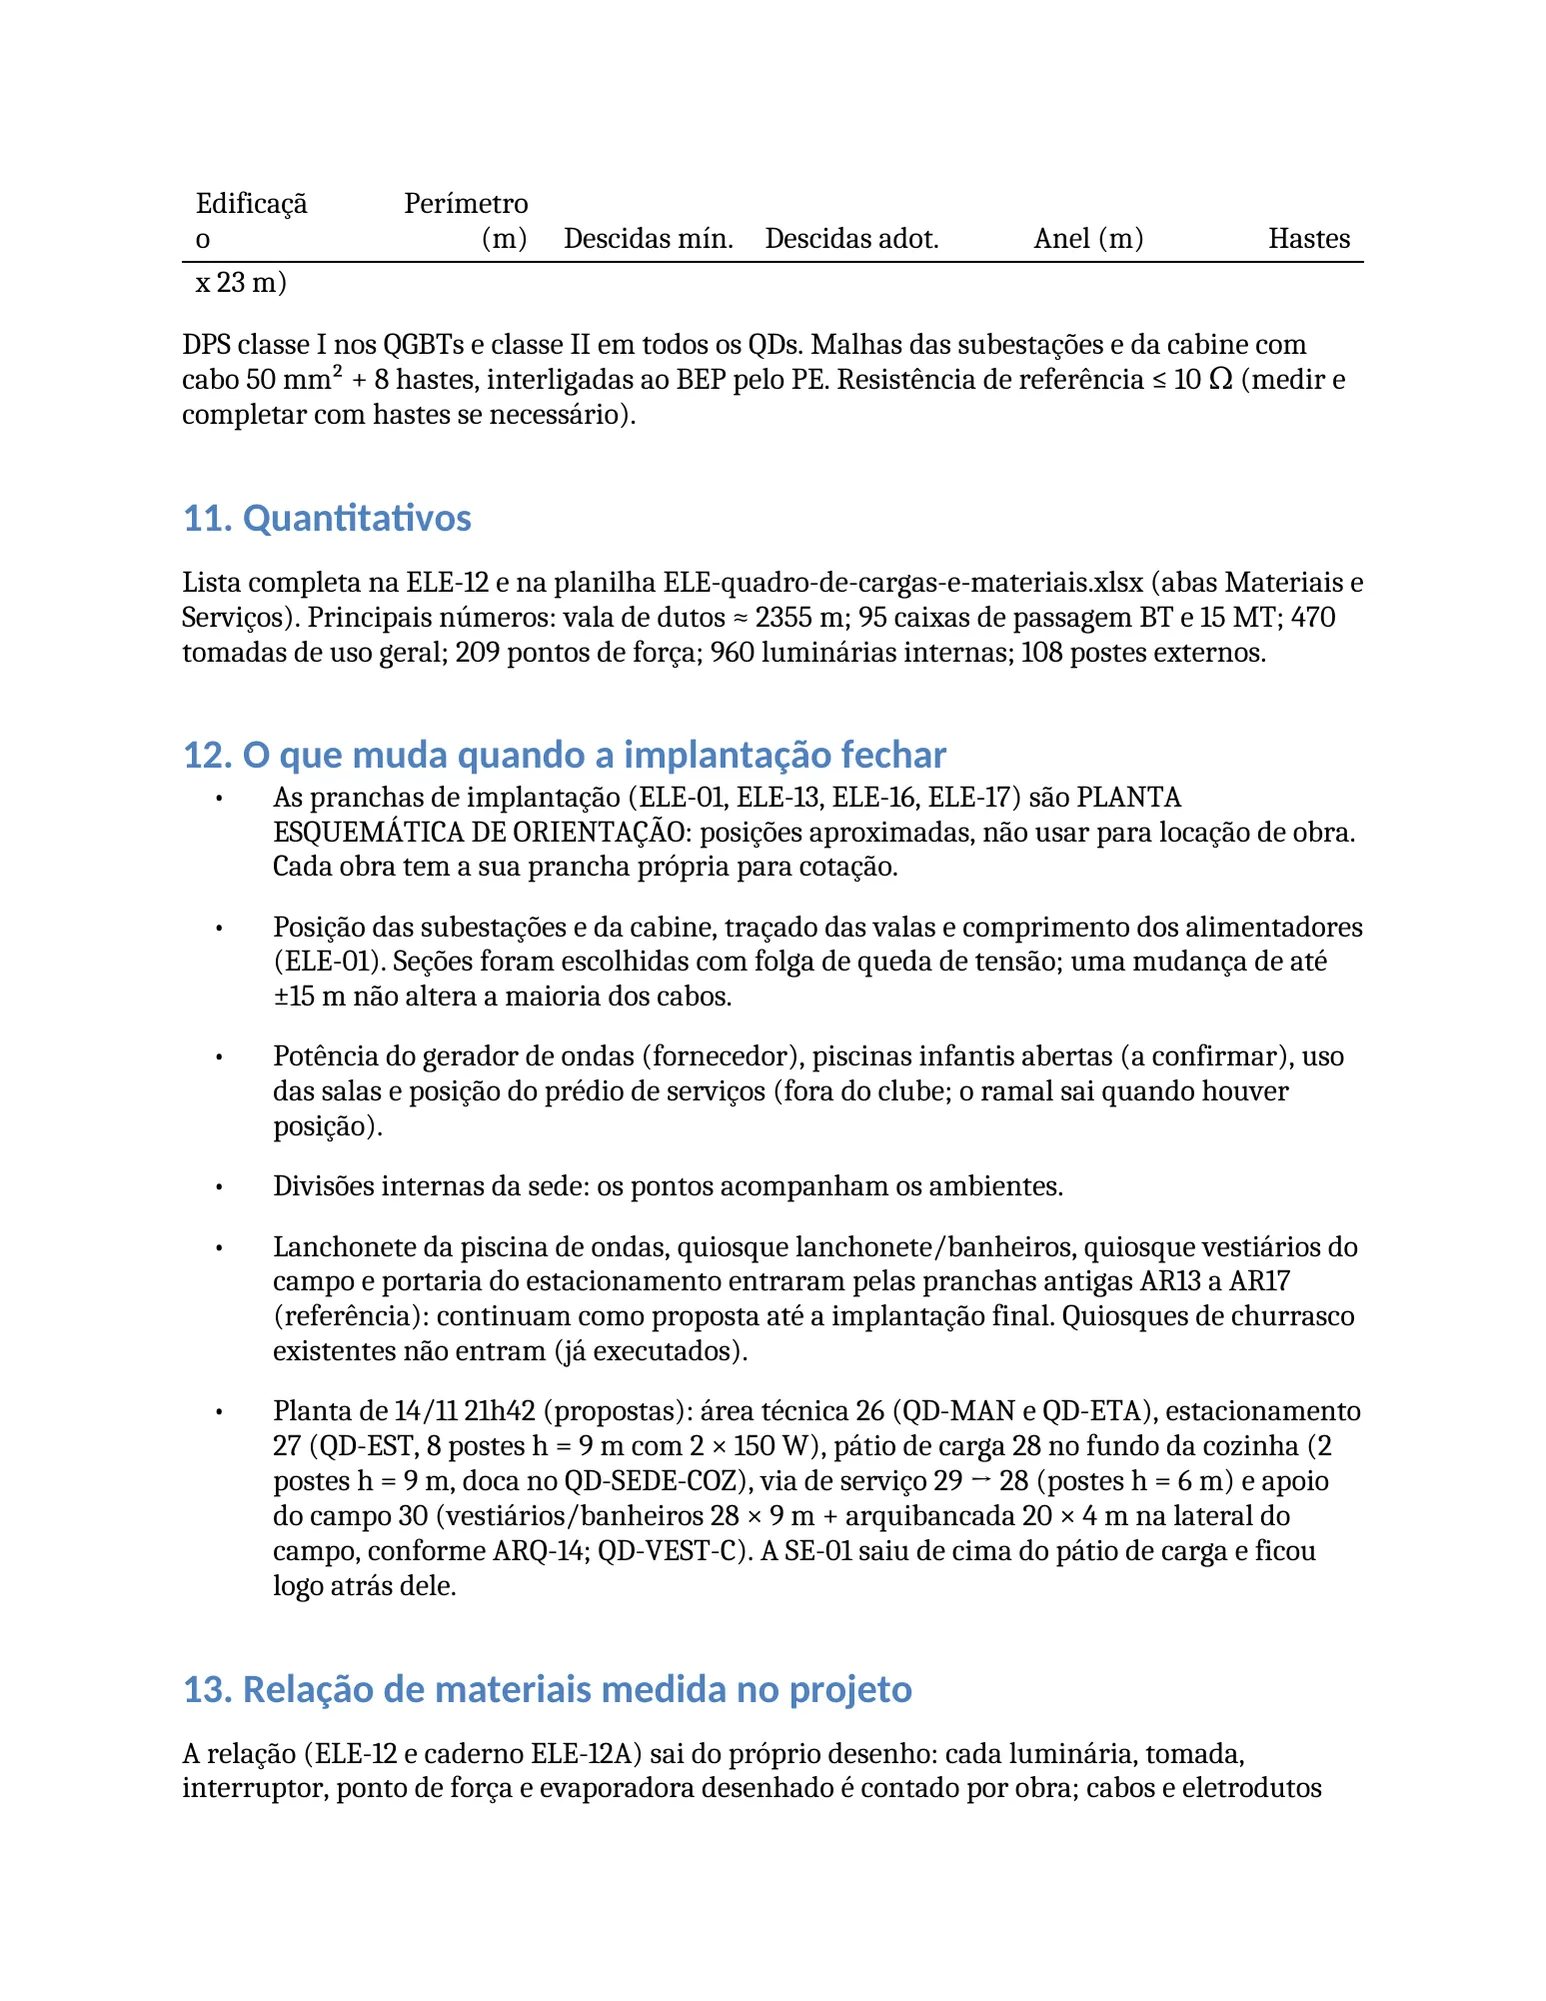 Edificaçã Perímetro
o (m) Descidas mín. Descidas adot. Anel (m) Hastes
x 23 m)
DPS classe I nos QGBTs e classe II em todos os QDs. Malhas das subestações e da cabine com
cabo 50 mm² + 8 hastes, interligadas ao BEP pelo PE. Resistência de referência ≤ 10 Ω (medir e
completar com hastes se necessário).
11. Quantitativos
Lista completa na ELE-12 e na planilha ELE-quadro-de-cargas-e-materiais.xlsx (abas Materiais e
Serviços). Principais números: vala de dutos ≈ 2355 m; 95 caixas de passagem BT e 15 MT; 470
tomadas de uso geral; 209 pontos de força; 960 luminárias internas; 108 postes externos.
12. O que muda quando a implantação fechar
• As pranchas de implantação (ELE-01, ELE-13, ELE-16, ELE-17) são PLANTA
ESQUEMÁTICA DE ORIENTAÇÃO: posições aproximadas, não usar para locação de obra.
Cada obra tem a sua prancha própria para cotação.
• Posição das subestações e da cabine, traçado das valas e comprimento dos alimentadores
(ELE-01). Seções foram escolhidas com folga de queda de tensão; uma mudança de até
±15 m não altera a maioria dos cabos.
• Potência do gerador de ondas (fornecedor), piscinas infantis abertas (a confirmar), uso
das salas e posição do prédio de serviços (fora do clube; o ramal sai quando houver
posição).
• Divisões internas da sede: os pontos acompanham os ambientes.
• Lanchonete da piscina de ondas, quiosque lanchonete/banheiros, quiosque vestiários do
campo e portaria do estacionamento entraram pelas pranchas antigas AR13 a AR17
(referência): continuam como proposta até a implantação final. Quiosques de churrasco
existentes não entram (já executados).
• Planta de 14/11 21h42 (propostas): área técnica 26 (QD-MAN e QD-ETA), estacionamento
27 (QD-EST, 8 postes h = 9 m com 2 × 150 W), pátio de carga 28 no fundo da cozinha (2
postes h = 9 m, doca no QD-SEDE-COZ), via de serviço 29 → 28 (postes h = 6 m) e apoio
do campo 30 (vestiários/banheiros 28 × 9 m + arquibancada 20 × 4 m na lateral do
campo, conforme ARQ-14; QD-VEST-C). A SE-01 saiu de cima do pátio de carga e ficou
logo atrás dele.
13. Relação de materiais medida no projeto
A relação (ELE-12 e caderno ELE-12A) sai do próprio desenho: cada luminária, tomada,
interruptor, ponto de força e evaporadora desenhado é contado por obra; cabos e eletrodutos